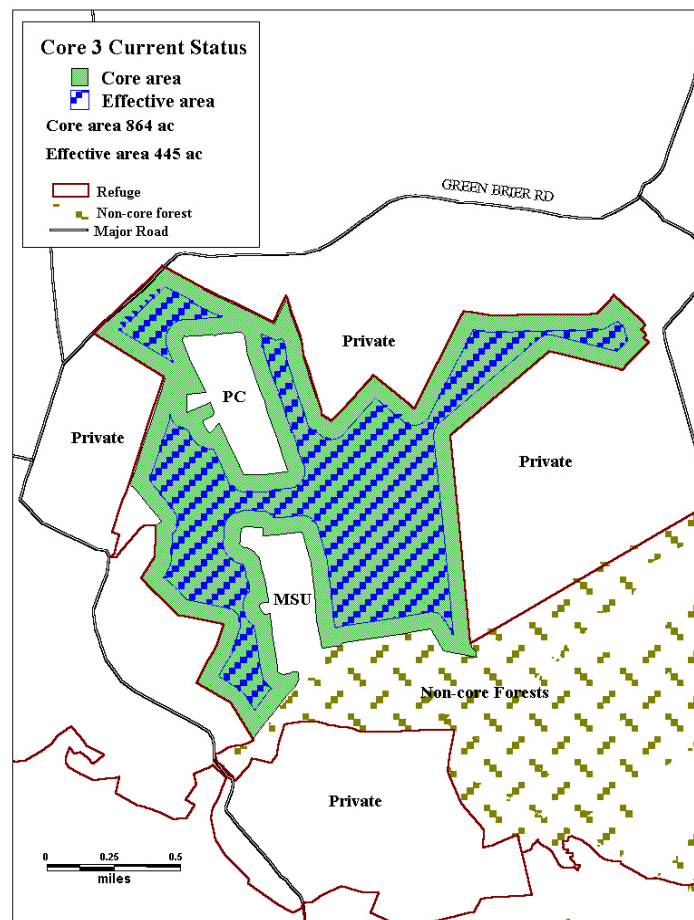 Core 3 Current Status
Core area
Effective area
Core area 864 ac
Effective area 445 ac
Refuge
Non-core forest
Major Road
GREEN BRIER RD
Private
PC
Private
Private
MSU
Non-core Forests
Private
0 0.25 0.5
miles